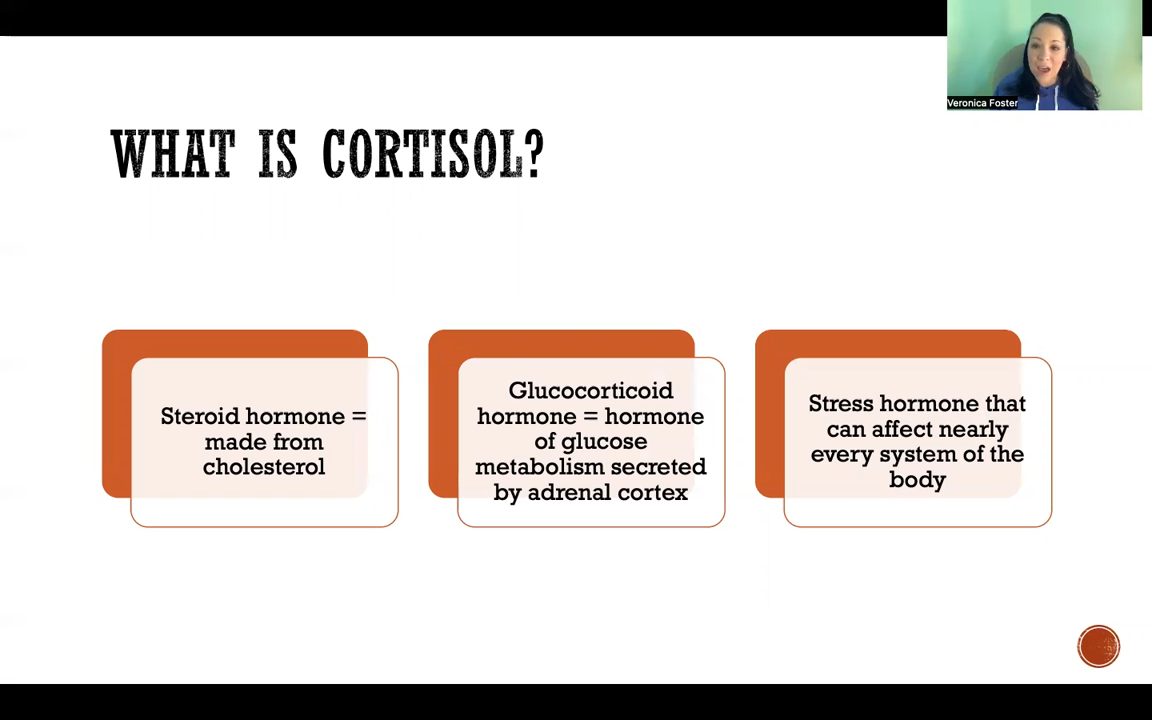 Veronica Foster
WHAT IS CORTISOL?
Steroid hormone =
made from
cholesterol
Glucocorticoid
hormone = hormone
of glucose
metabolism secreted
by adrenal cortex
Stress hormone that
can affect nearly
every system of the
body